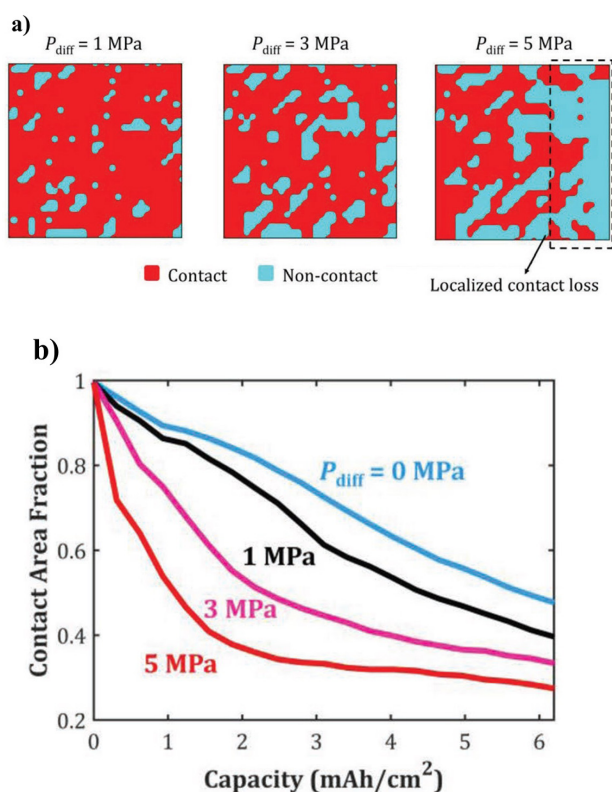 a)
P_diff = 1 MPa
P_diff = 3 MPa
P_diff = 5 MPa
Contact
Non-contact
Localized contact loss
b)
Contact Area Fraction
1
0.8
0.6
0.4
0.2
P_diff = 0 MPa
1 MPa
3 MPa
5 MPa
0 1 2 3 4 5 6
Capacity (mAh/cm²)